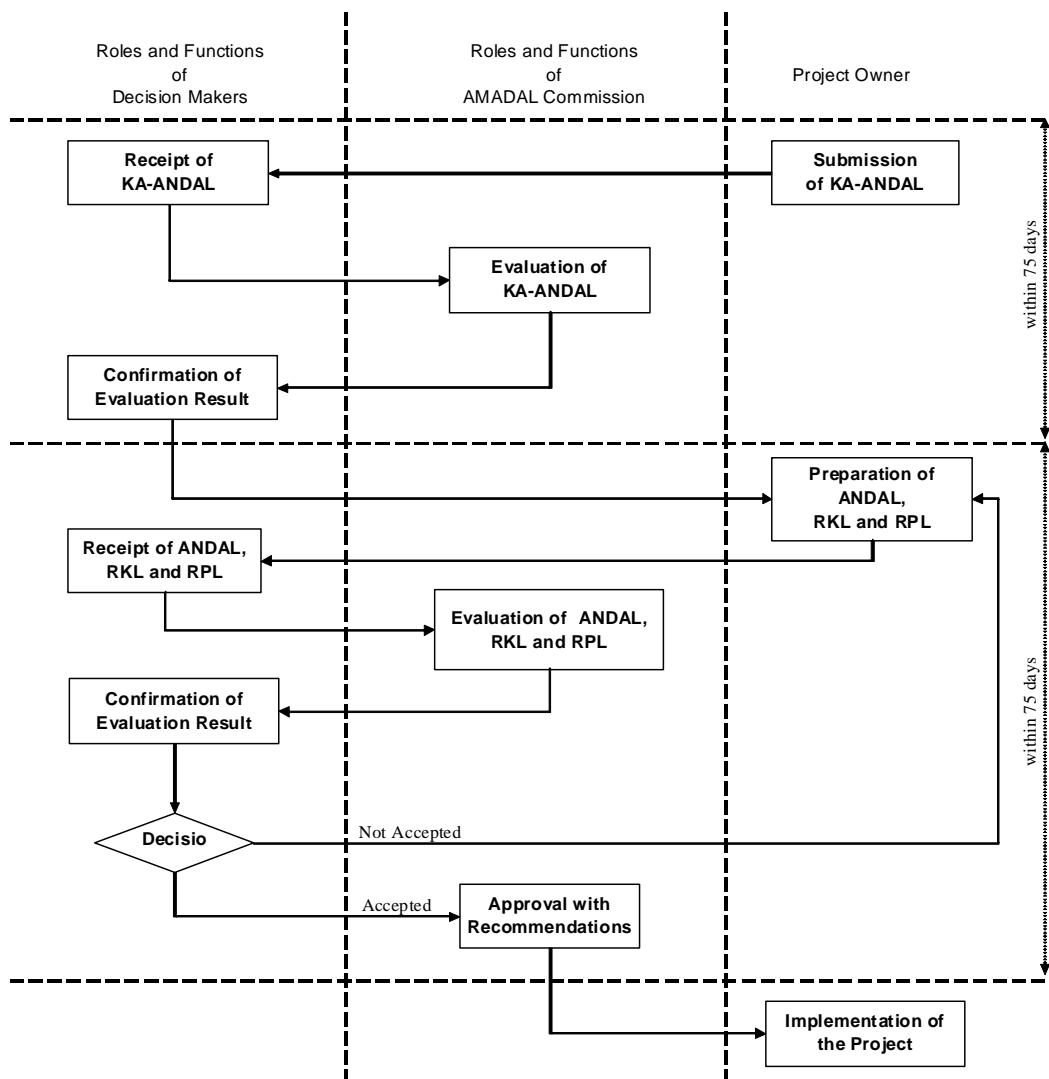 Roles and Functions
of
Decision Makers
Roles and Functions
of
AMADAL Commission
Project Owner
Receipt of
KA-ANDAL
Submission
of KA-ANDAL
Evaluation of
KA-ANDAL
within 75 days
Confirmation of
Evaluation Result
Preparation of
ANDAL,
RKL and RPL
Receipt of ANDAL,
RKL and RPL
Evaluation of ANDAL,
RKL and RPL
Confirmation of
Evaluation Result
within 75 days
Decisio
Not Accepted
Accepted
Approval with
Recommendations
Implementation of
the Project